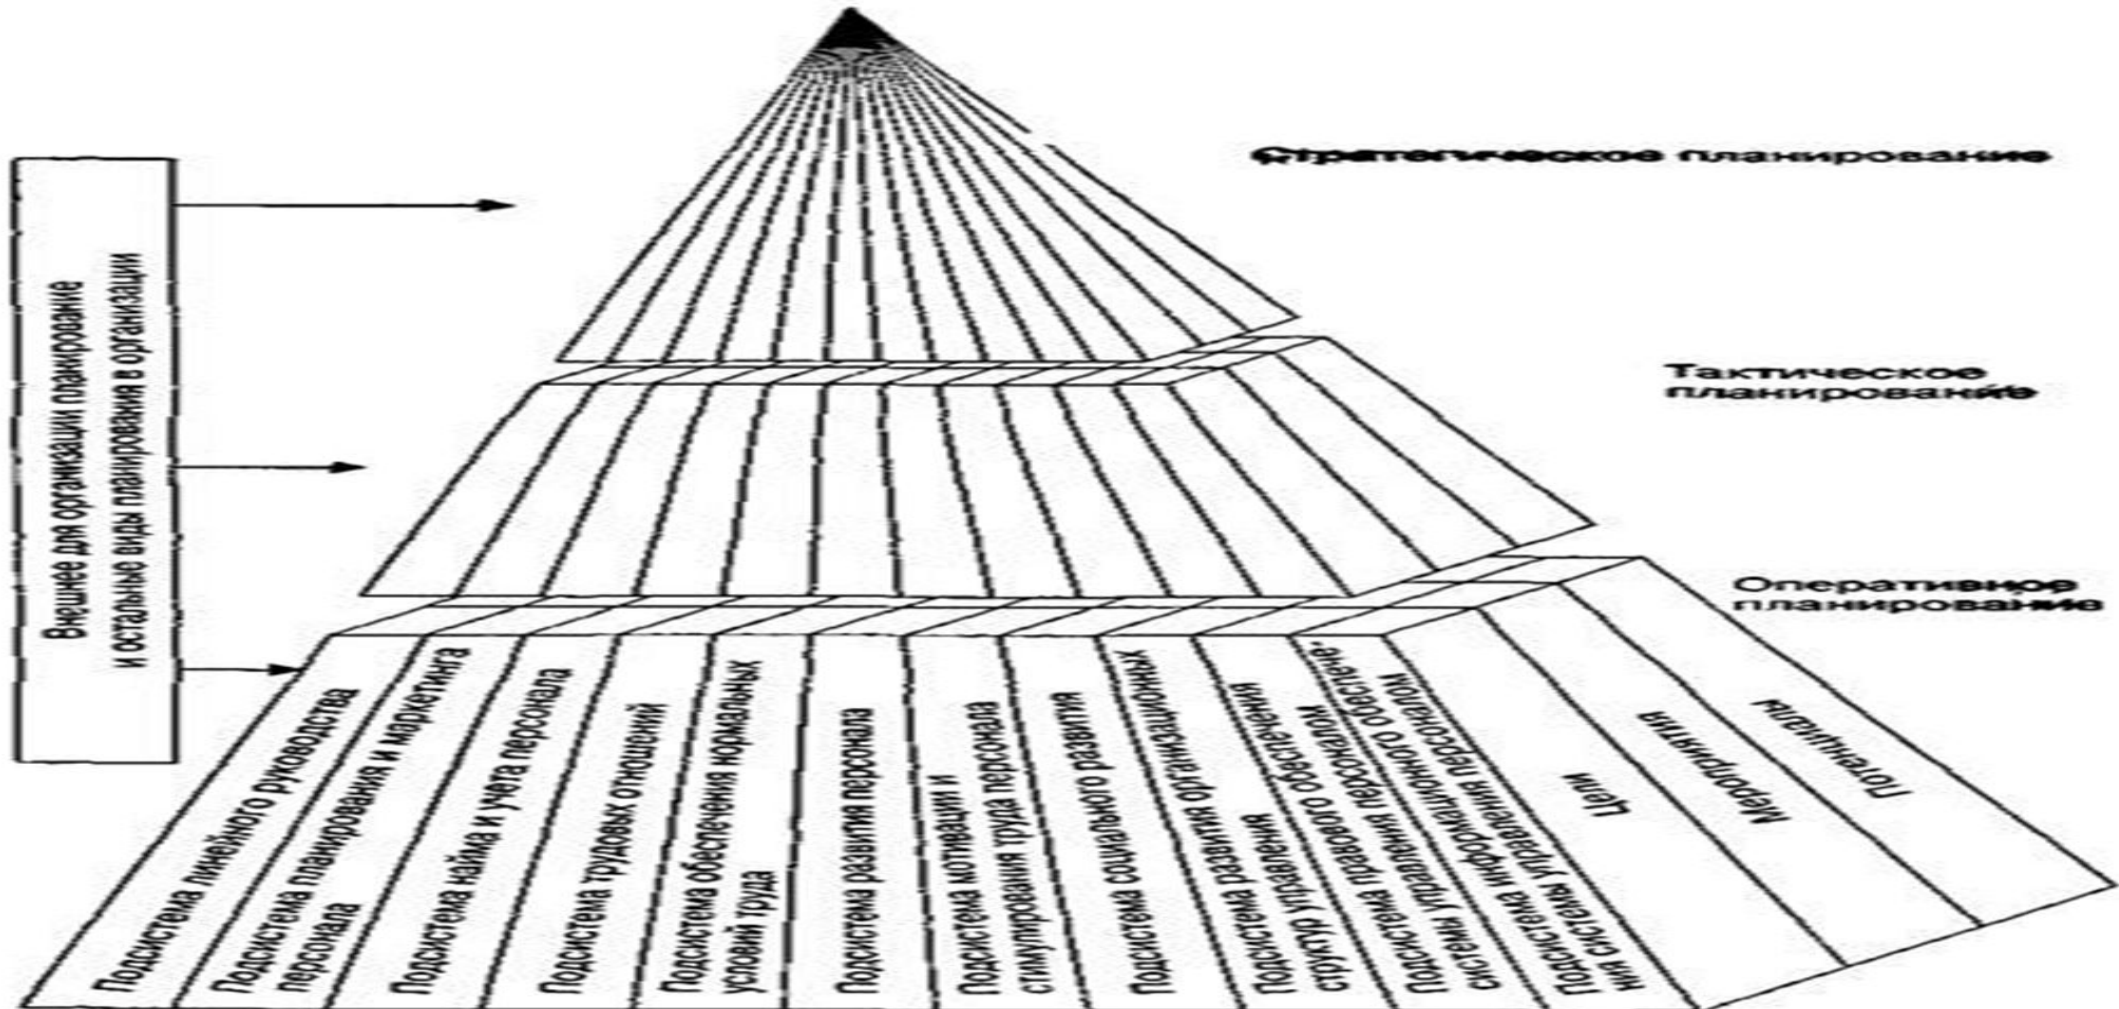 Стратегическое планирование
Внешнее для организации планирование
и остальные виды планирования в организации
Тактическое
планирование
Оперативное
планирование
Подсистема линейного руководства
Подсистема планирования и маркетинга
персонала
Подсистема найма и учета персонала
Подсистема трудовых отношений
Подсистема обеспечения нормальных
условий труда
Подсистема развития персонала
Подсистема мотивации и
стимулирования труда персонала
Подсистема социального развития
Подсистема развития организационных
структур управления
Подсистема правового обеспечения
системы управления персоналом
Подсистема информационного обеспече-
ния системы управления персоналом
Цели
Мероприятия
Потенциалы